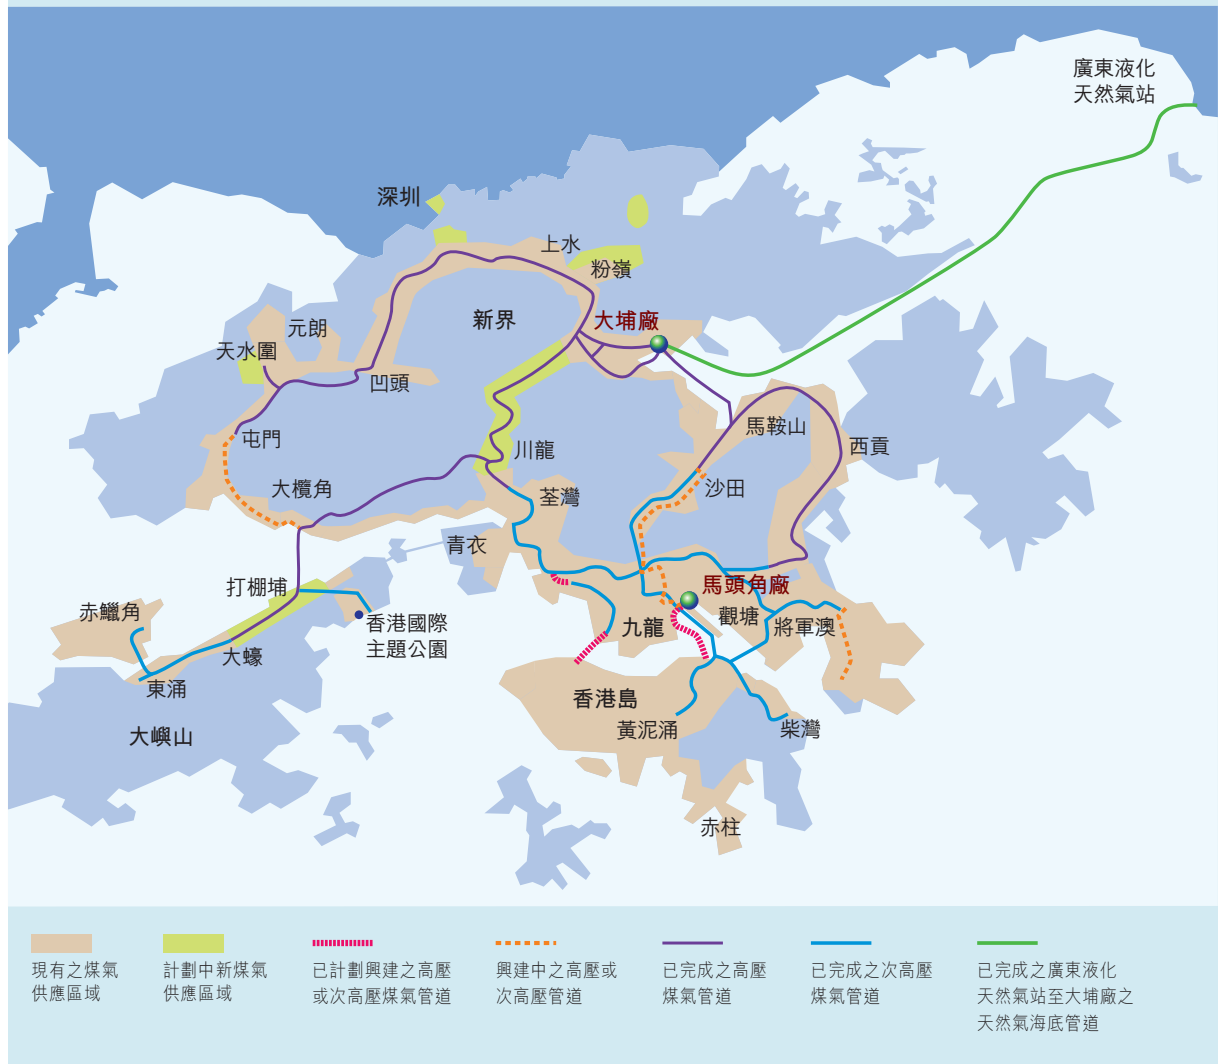 廣東液化
天然氣站
深圳
上水
粉嶺
新界
大埔廠
元朗
天水圍
凹頭
屯門
馬鞍山
西貢
川龍
大欖角
荃灣
沙田
青衣
打棚埔
馬頭角廠
赤鱲角
香港國際
主題公園
九龍
觀塘
將軍澳
大蠔
東涌
香港島
大嶼山
黃泥涌
柴灣
赤柱
現有之煤氣
供應區域
計劃中新煤氣
供應區域
已計劃興建之高壓
或次高壓煤氣管道
興建中之高壓或
次高壓管道
已完成之高壓
煤氣管道
已完成之次高壓
煤氣管道
已完成之廣東液化
天然氣站至大埔廠之
天然氣海底管道